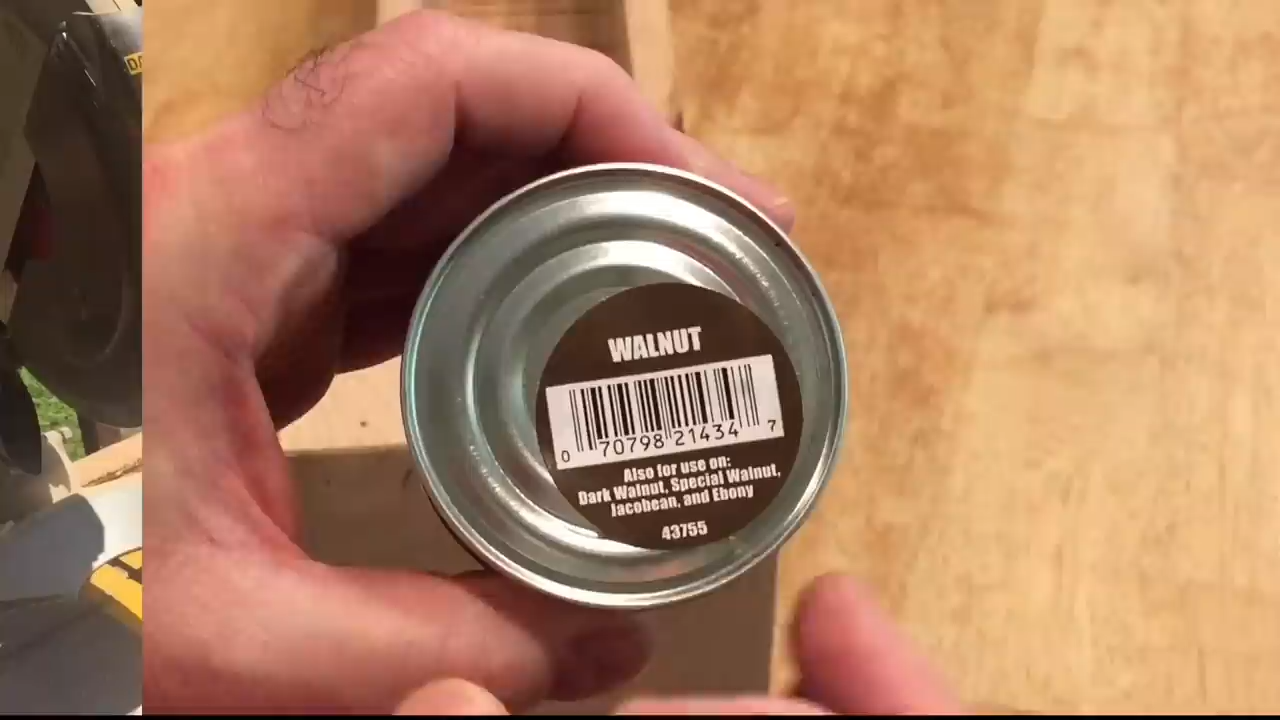 WALNUT
0 70798 21434 7
Also for use on:
Dark Walnut, Special Walnut,
Jacobean, and Ebony
43755